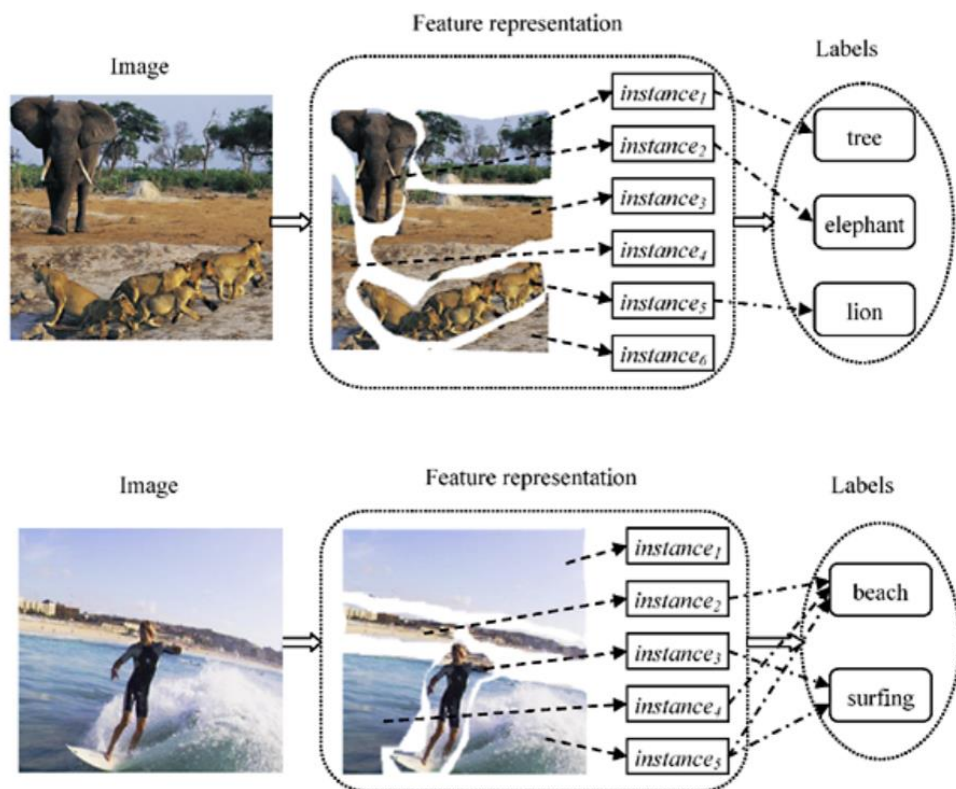 Feature representation
Image
Labels
instance1
tree
instance2
elephant
instance3
instance4
instance5
lion
instance6
Feature representation
Image
Labels
instance1
instance2
beach
instance3
instance4
surfing
instance5